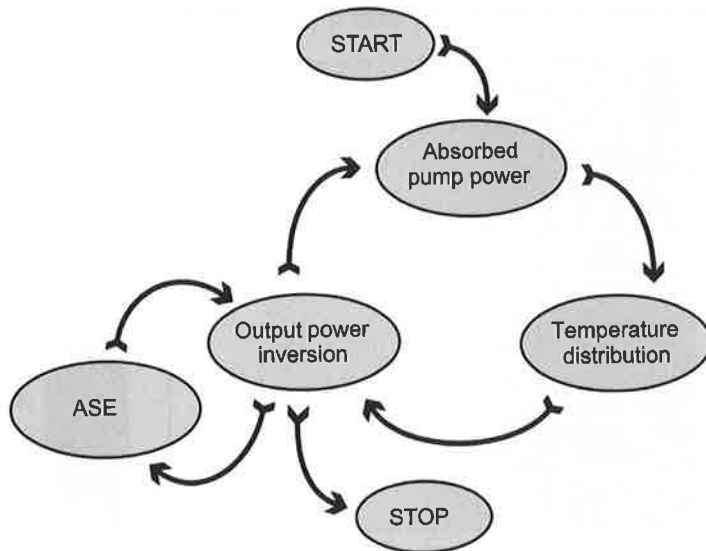 START
Absorbed
pump power
Output power
inversion
Temperature
distribution
ASE
STOP